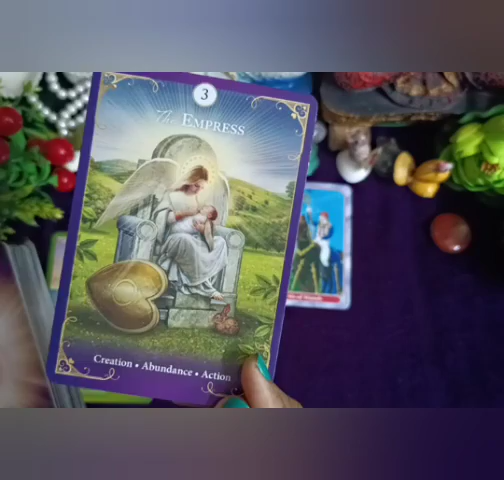 3
The EMPRESS
Creation • Abundance • Action